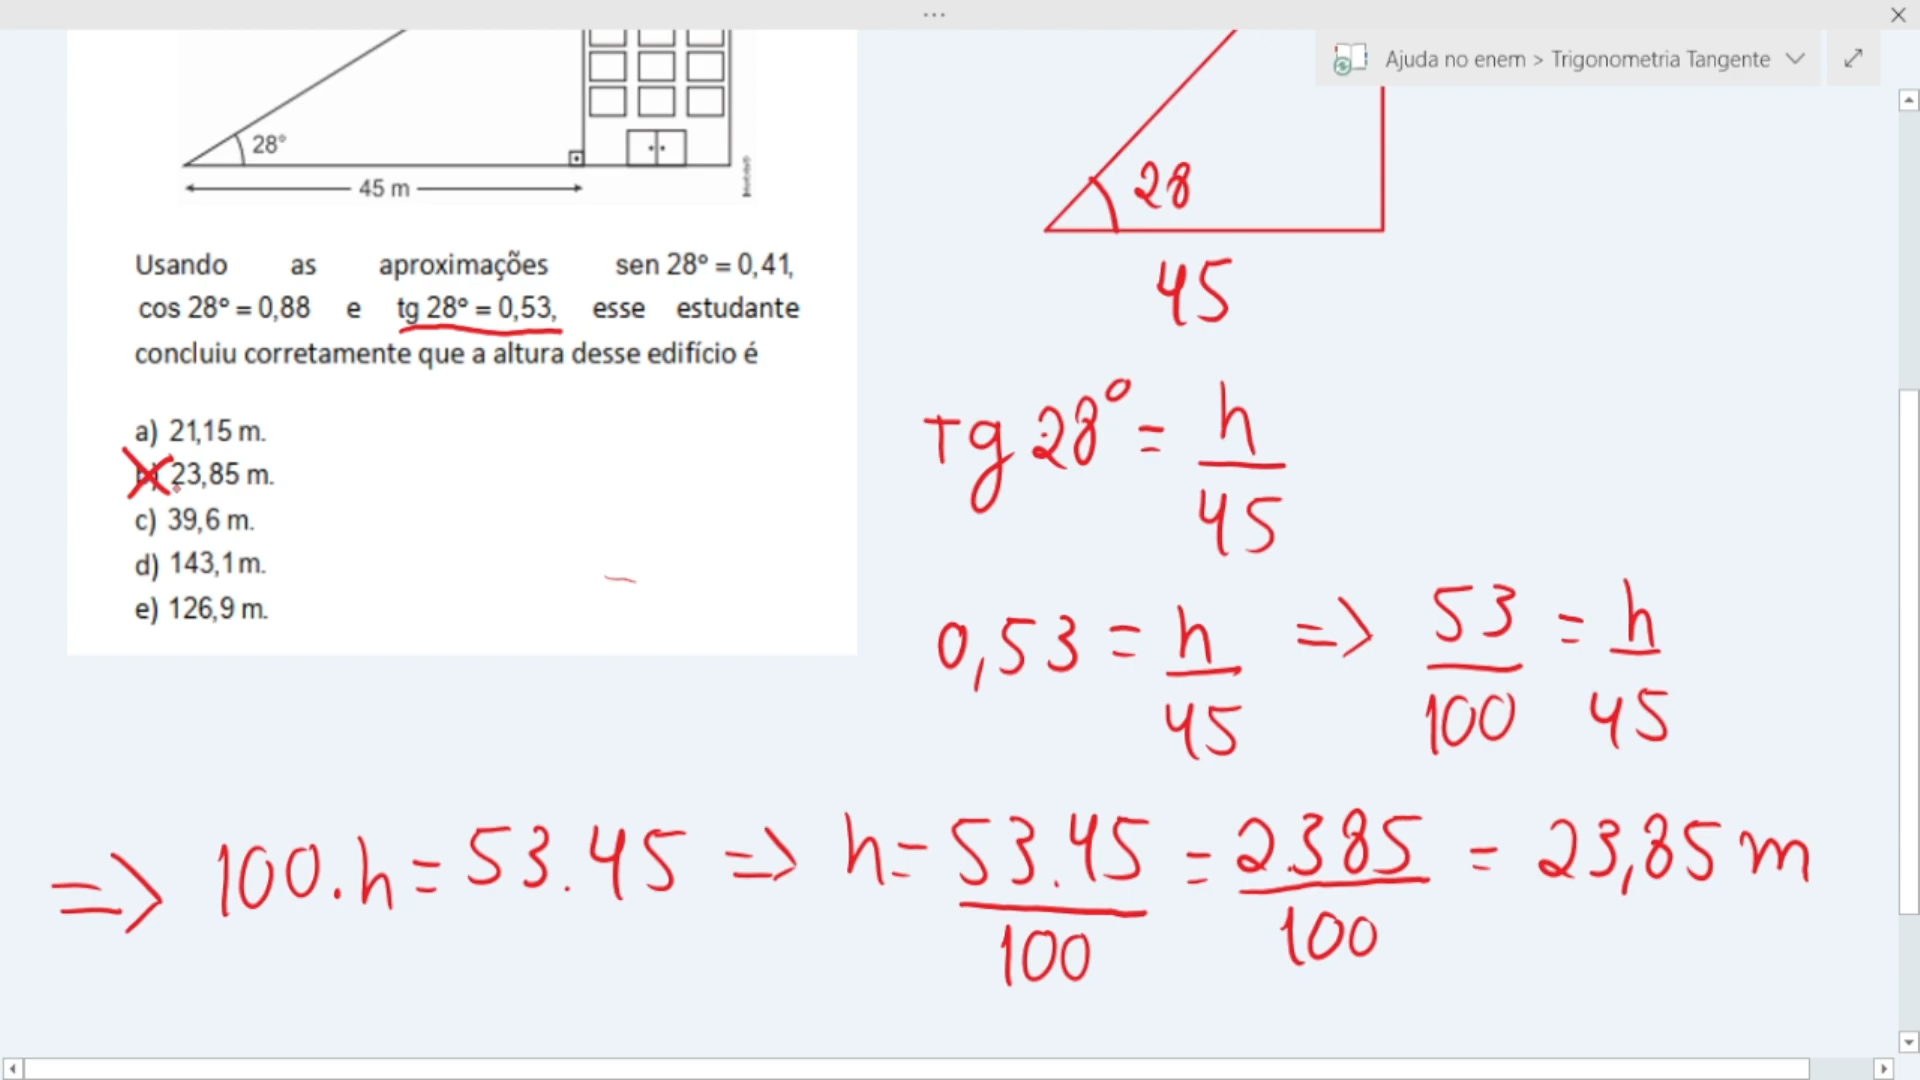 Ajuda no enem > Trigonometria Tangente
28°
45 m
Usando as aproximações sen 28° = 0,41,
cos 28° = 0,88 e tg 28° = 0,53, esse estudante
concluiu corretamente que a altura desse edifício é
a) 21,15 m.
b) 23,85 m.
c) 39,6 m.
d) 143,1 m.
e) 126,9 m.
28
45
Tg 28° = h/45
0,53 = h/45 => 53/100 = h/45
=> 100.h = 53.45 => h = 53.45/100 = 2385/100 = 23,85 m